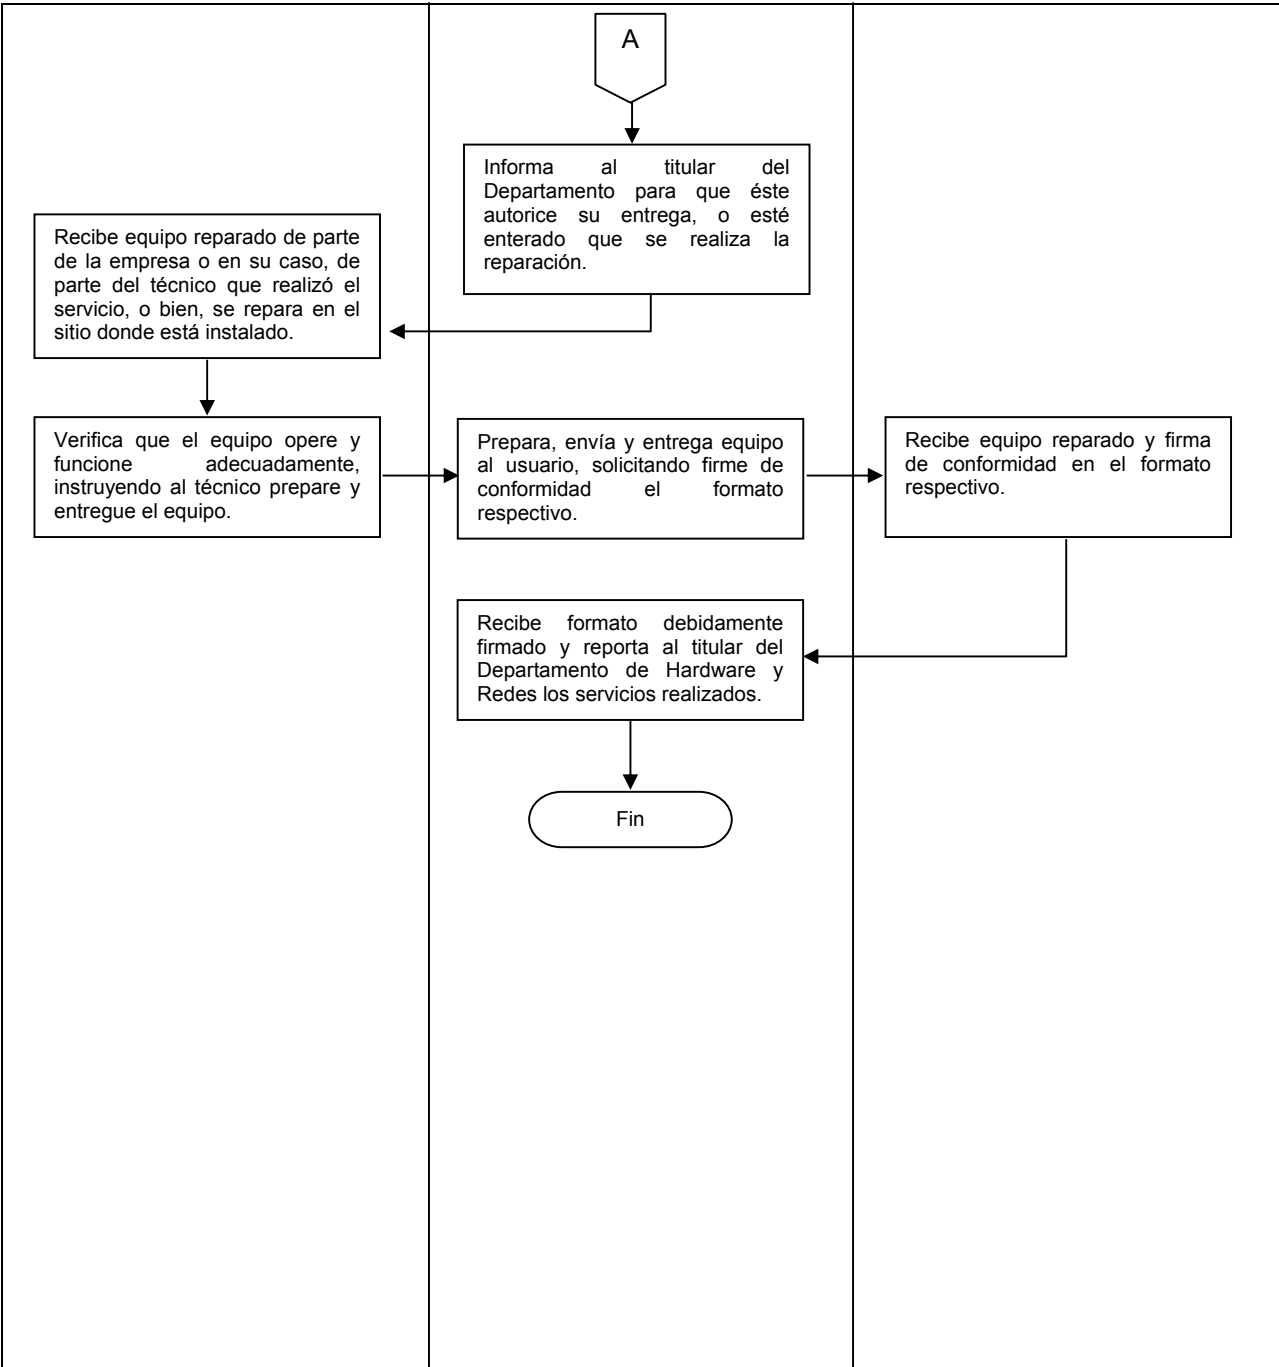 A
Informa al titular del
Departamento para que éste
autorice su entrega, o esté
enterado que se realiza la
reparación.
Recibe equipo reparado de parte
de la empresa o en su caso, de
parte del técnico que realizó el
servicio, o bien, se repara en el
sitio donde está instalado.
Verifica que el equipo opere y
funcione adecuadamente,
instruyendo al técnico prepare y
entregue el equipo.
Prepara, envía y entrega equipo
al usuario, solicitando firme de
conformidad el formato
respectivo.
Recibe equipo reparado y firma
de conformidad en el formato
respectivo.
Recibe formato debidamente
firmado y reporta al titular del
Departamento de Hardware y
Redes los servicios realizados.
Fin